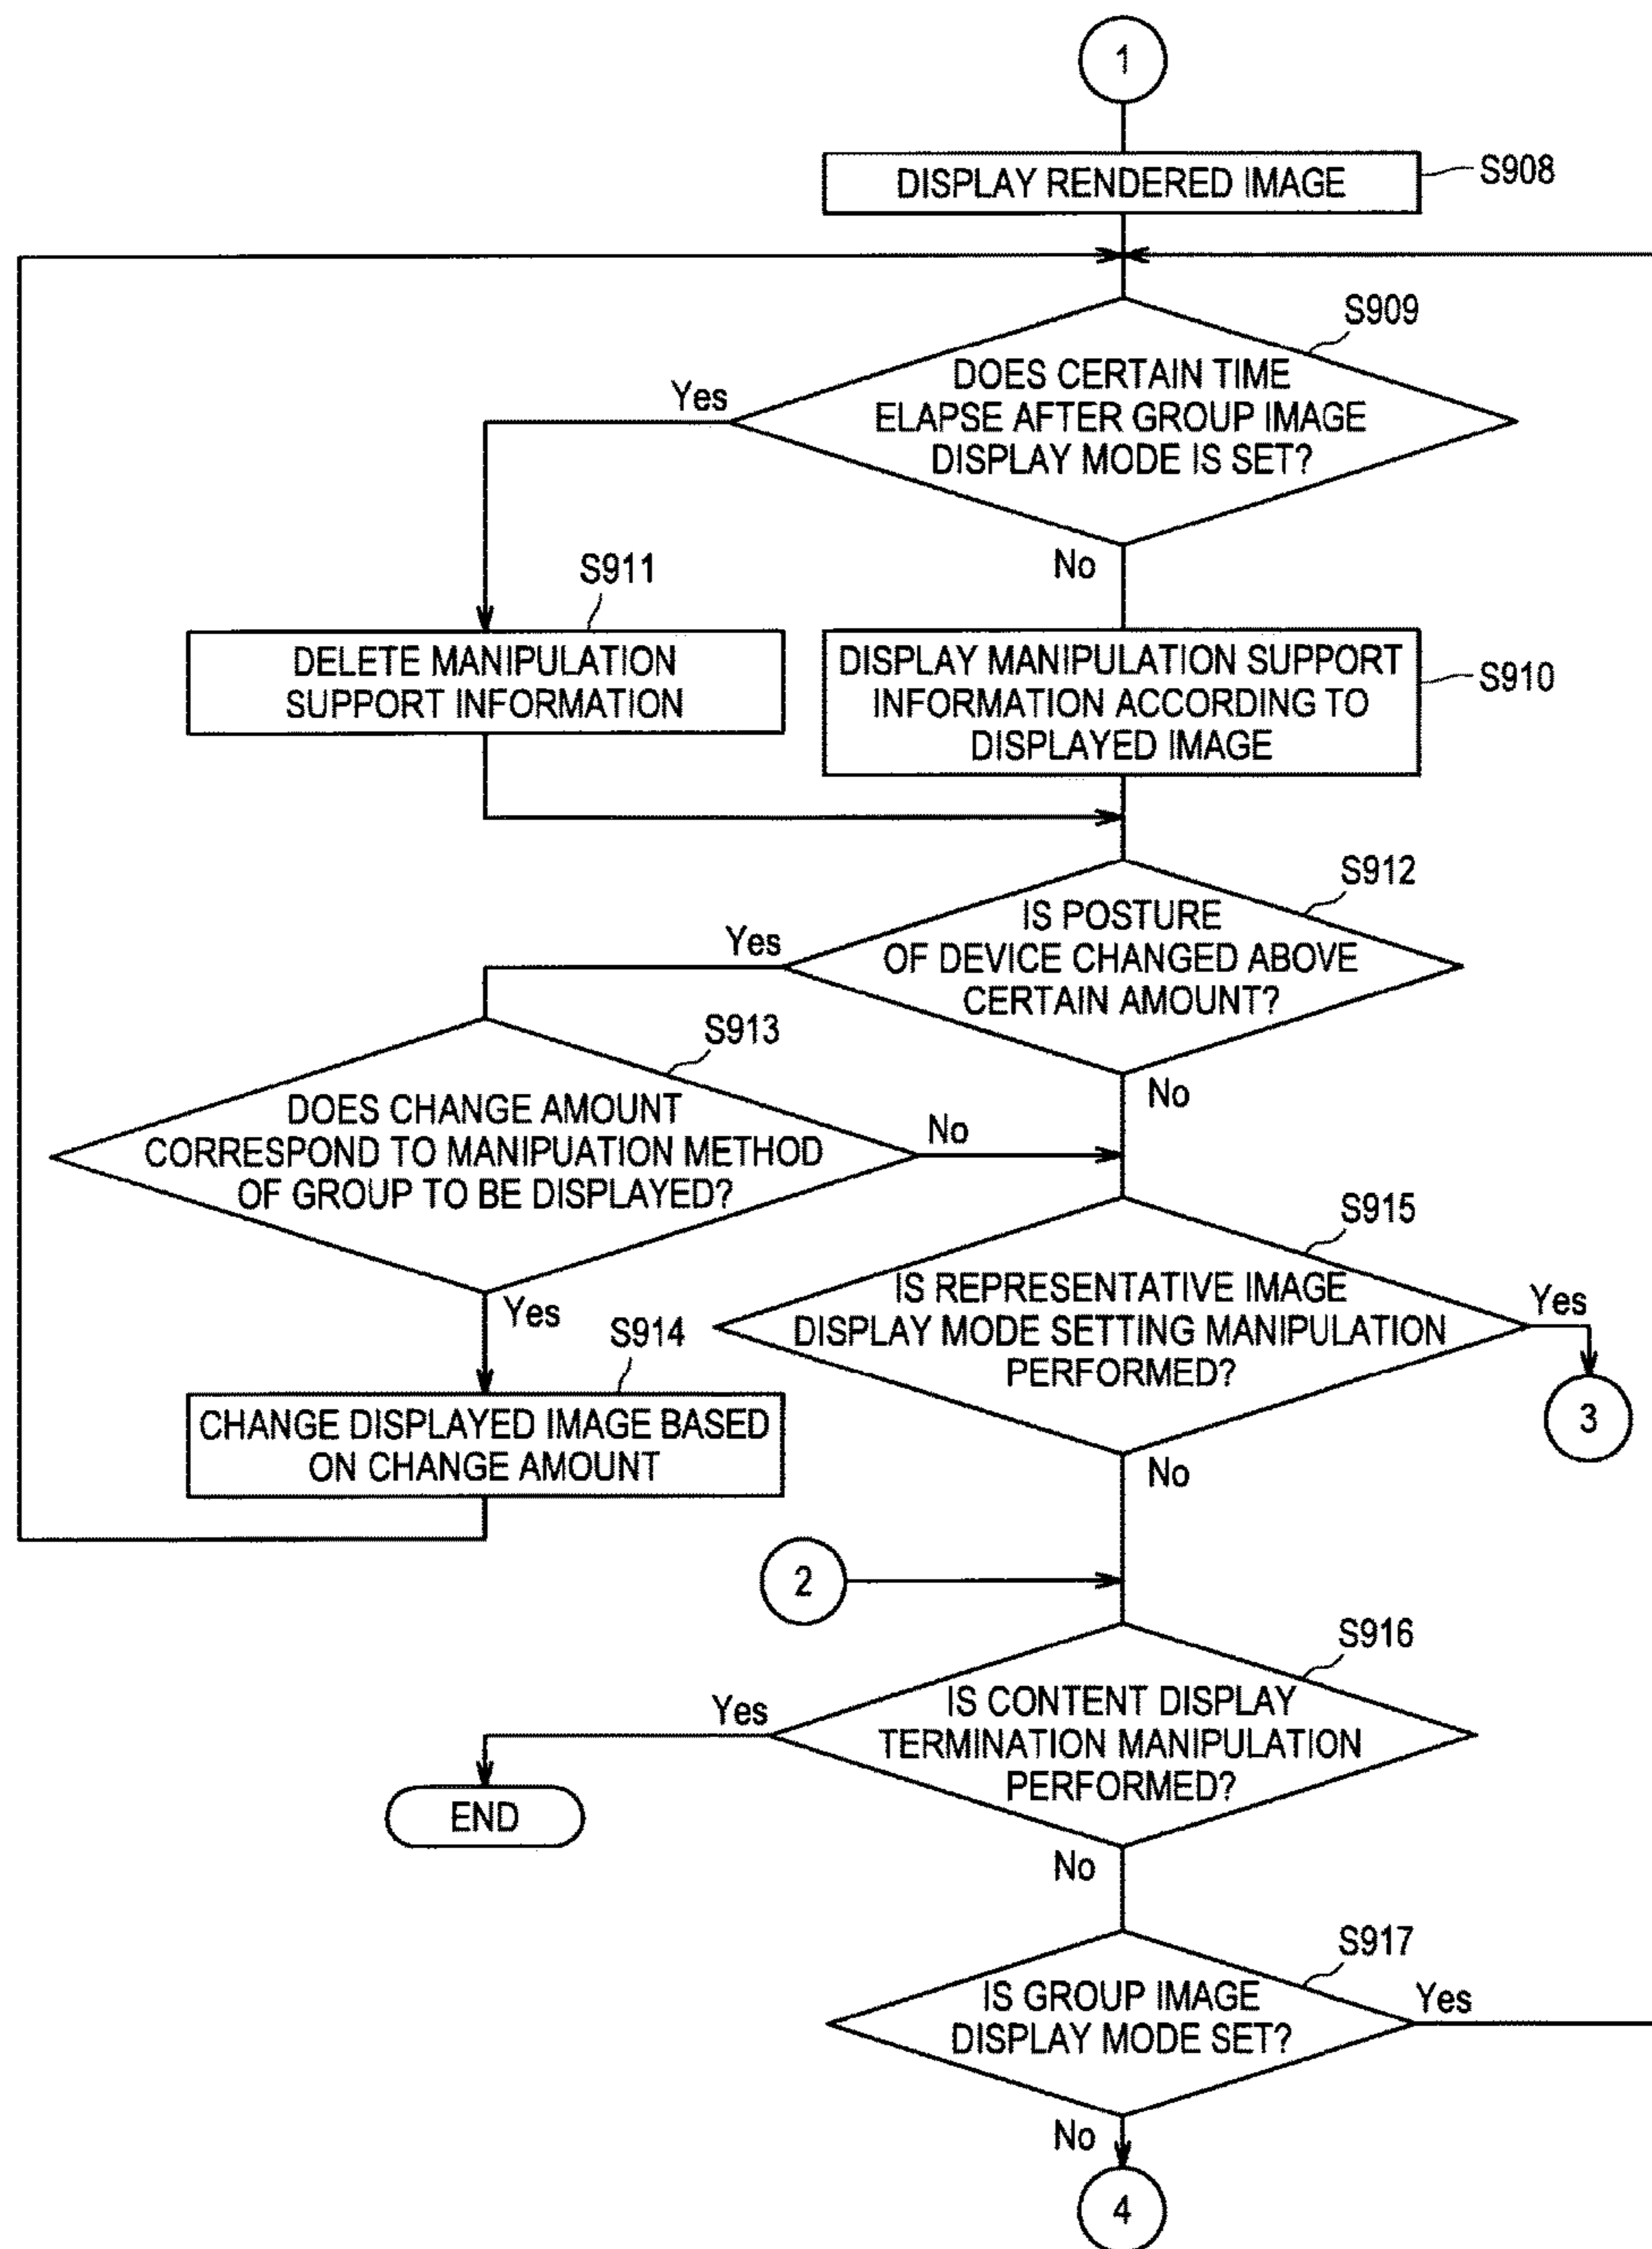 1
DISPLAY RENDERED IMAGE
S908
S909
DOES CERTAIN TIME
ELAPSE AFTER GROUP IMAGE
DISPLAY MODE IS SET?
Yes
No
S911
DELETE MANIPULATION
SUPPORT INFORMATION
DISPLAY MANIPULATION SUPPORT
INFORMATION ACCORDING TO
DISPLAYED IMAGE
S910
S912
IS POSTURE
OF DEVICE CHANGED ABOVE
CERTAIN AMOUNT?
Yes
No
S913
DOES CHANGE AMOUNT
CORRESPOND TO MANIPUATION METHOD
OF GROUP TO BE DISPLAYED?
No
Yes
S914
CHANGE DISPLAYED IMAGE BASED
ON CHANGE AMOUNT
S915
IS REPRESENTATIVE IMAGE
DISPLAY MODE SETTING MANIPULATION
PERFORMED?
Yes
3
No
2
S916
IS CONTENT DISPLAY
TERMINATION MANIPULATION
PERFORMED?
Yes
END
No
S917
IS GROUP IMAGE
DISPLAY MODE SET?
Yes
No
4